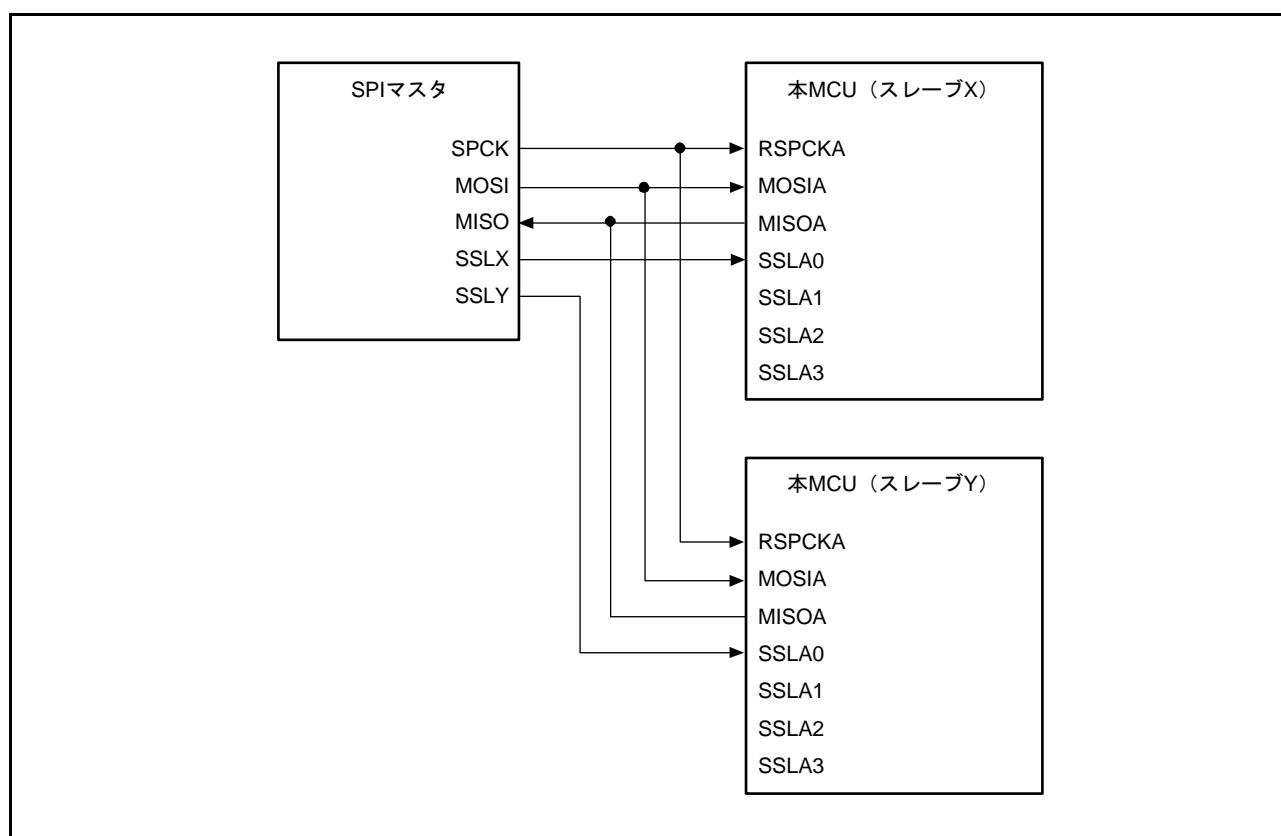 SPIマスタ
SPCK
MOSI
MISO
SSLX
SSLY
本MCU（スレーブX）
RSPCKA
MOSIA
MISOA
SSLA0
SSLA1
SSLA2
SSLA3
本MCU（スレーブY）
RSPCKA
MOSIA
MISOA
SSLA0
SSLA1
SSLA2
SSLA3